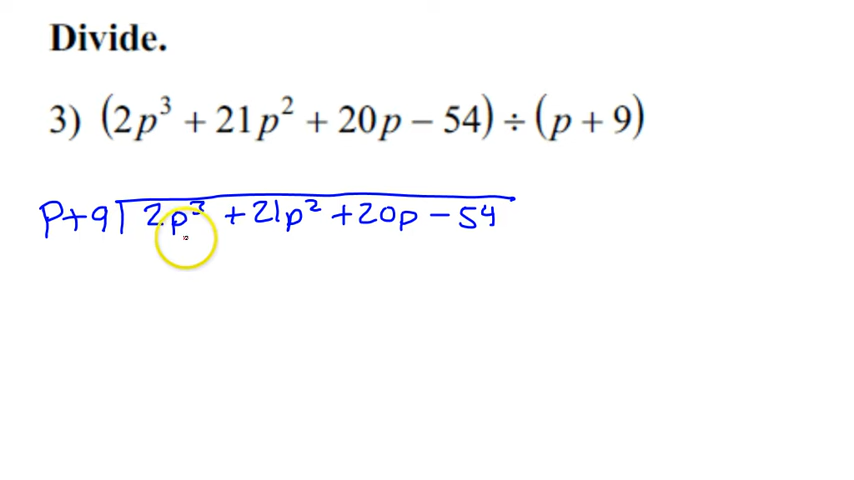 Divide.
3) (2p³ + 21p² + 20p − 54) ÷ (p + 9)
p+9 2p³ +21p² +20p −54